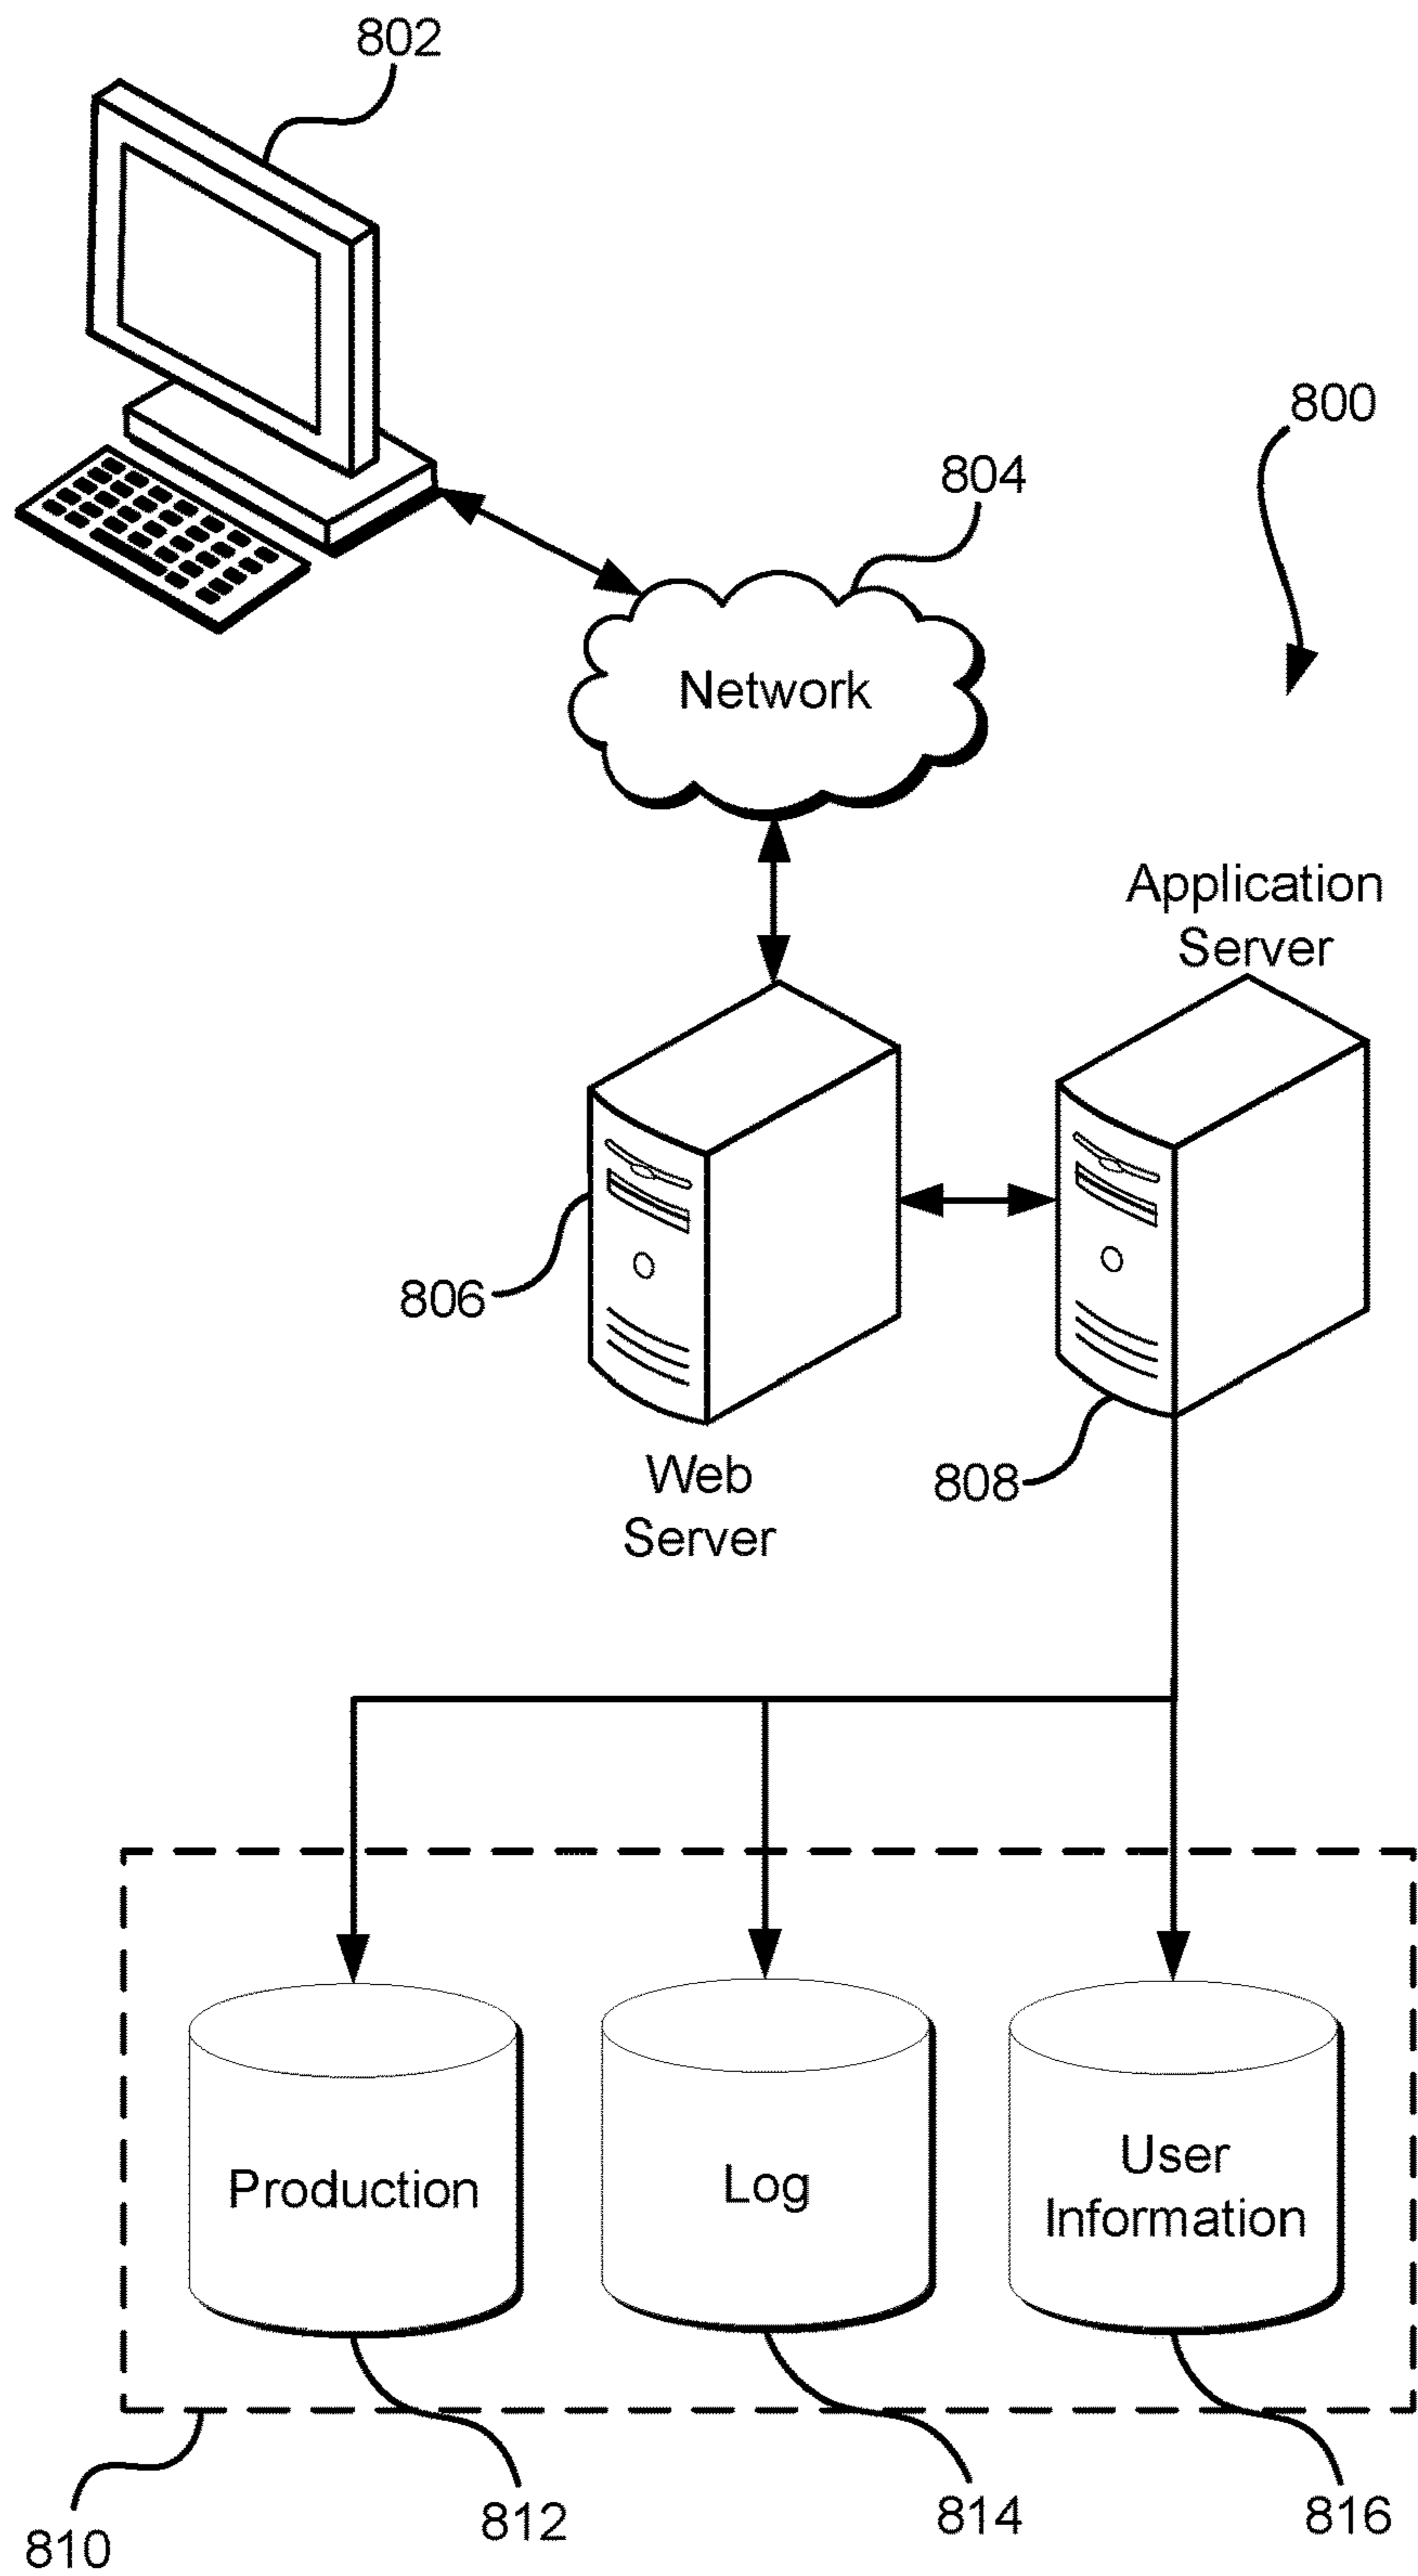 802
800
804
Network
Application
Server
806
808
Web
Server
Production
Log
User
Information
810
812
814
816